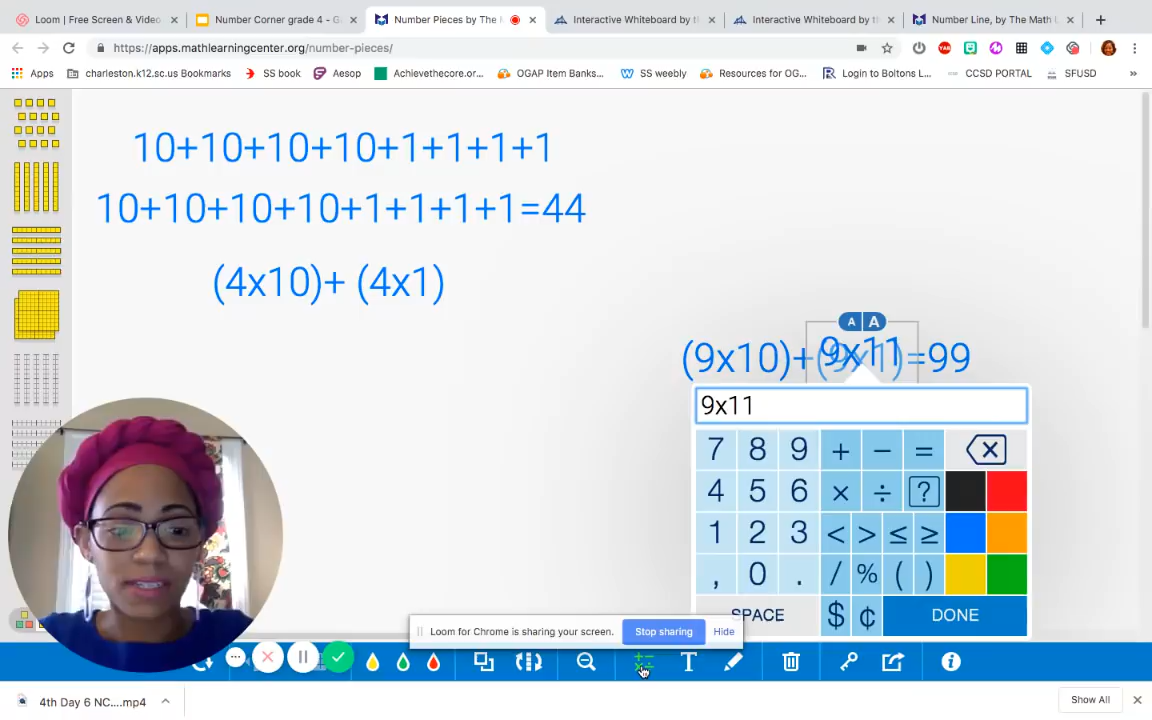 Loom | Free Screen & Video
Number Corner grade 4 - G
Number Pieces by The
Interactive Whiteboard by t
Interactive Whiteboard by th
Number Line, by The Math L
https://apps.mathlearningcenter.org/number-pieces/
Apps
charleston.k12.sc.us Bookmarks
SS book
Aesop
Achievethecore.or...
OGAP Item Banks...
SS weekly
Resources for OG...
Login to Boltons L...
CCSD PORTAL
SFUSD
»
10+10+10+10+1+1+1+1
10+10+10+10+1+1+1+1=44
(4x10)+ (4x1)
A A
(9x10)+(9x1)=99
9x11
9x11
7 8 9 + − =
4 5 6 × ÷ ?
1 2 3 < > ≤ ≥
, 0 . / % ( )
SPACE $ ¢ DONE
Loom for Chrome is sharing your screen.
Stop sharing
Hide
T
4th Day 6 NC....mp4
Show All